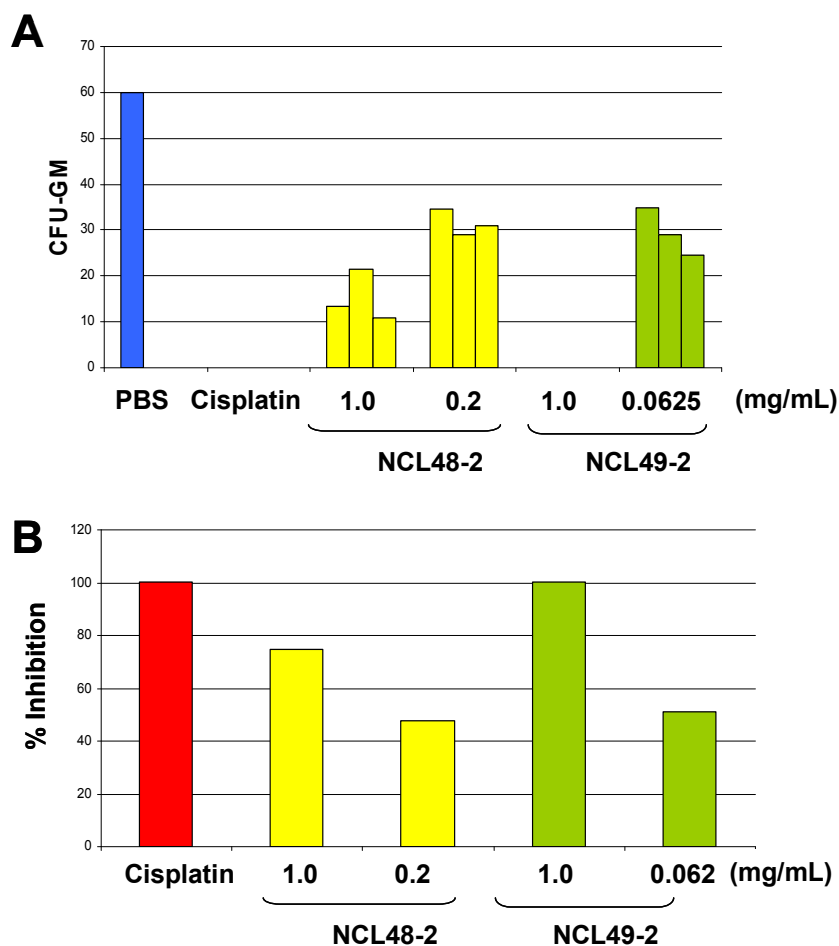 A
70
60
50
40
30
20
10
0
CFU-GM
PBS Cisplatin 1.0 0.2 1.0 0.0625 (mg/mL)
NCL48-2 NCL49-2
B
120
100
80
60
40
20
0
% Inhibition
Cisplatin 1.0 0.2 1.0 0.062 (mg/mL)
NCL48-2 NCL49-2